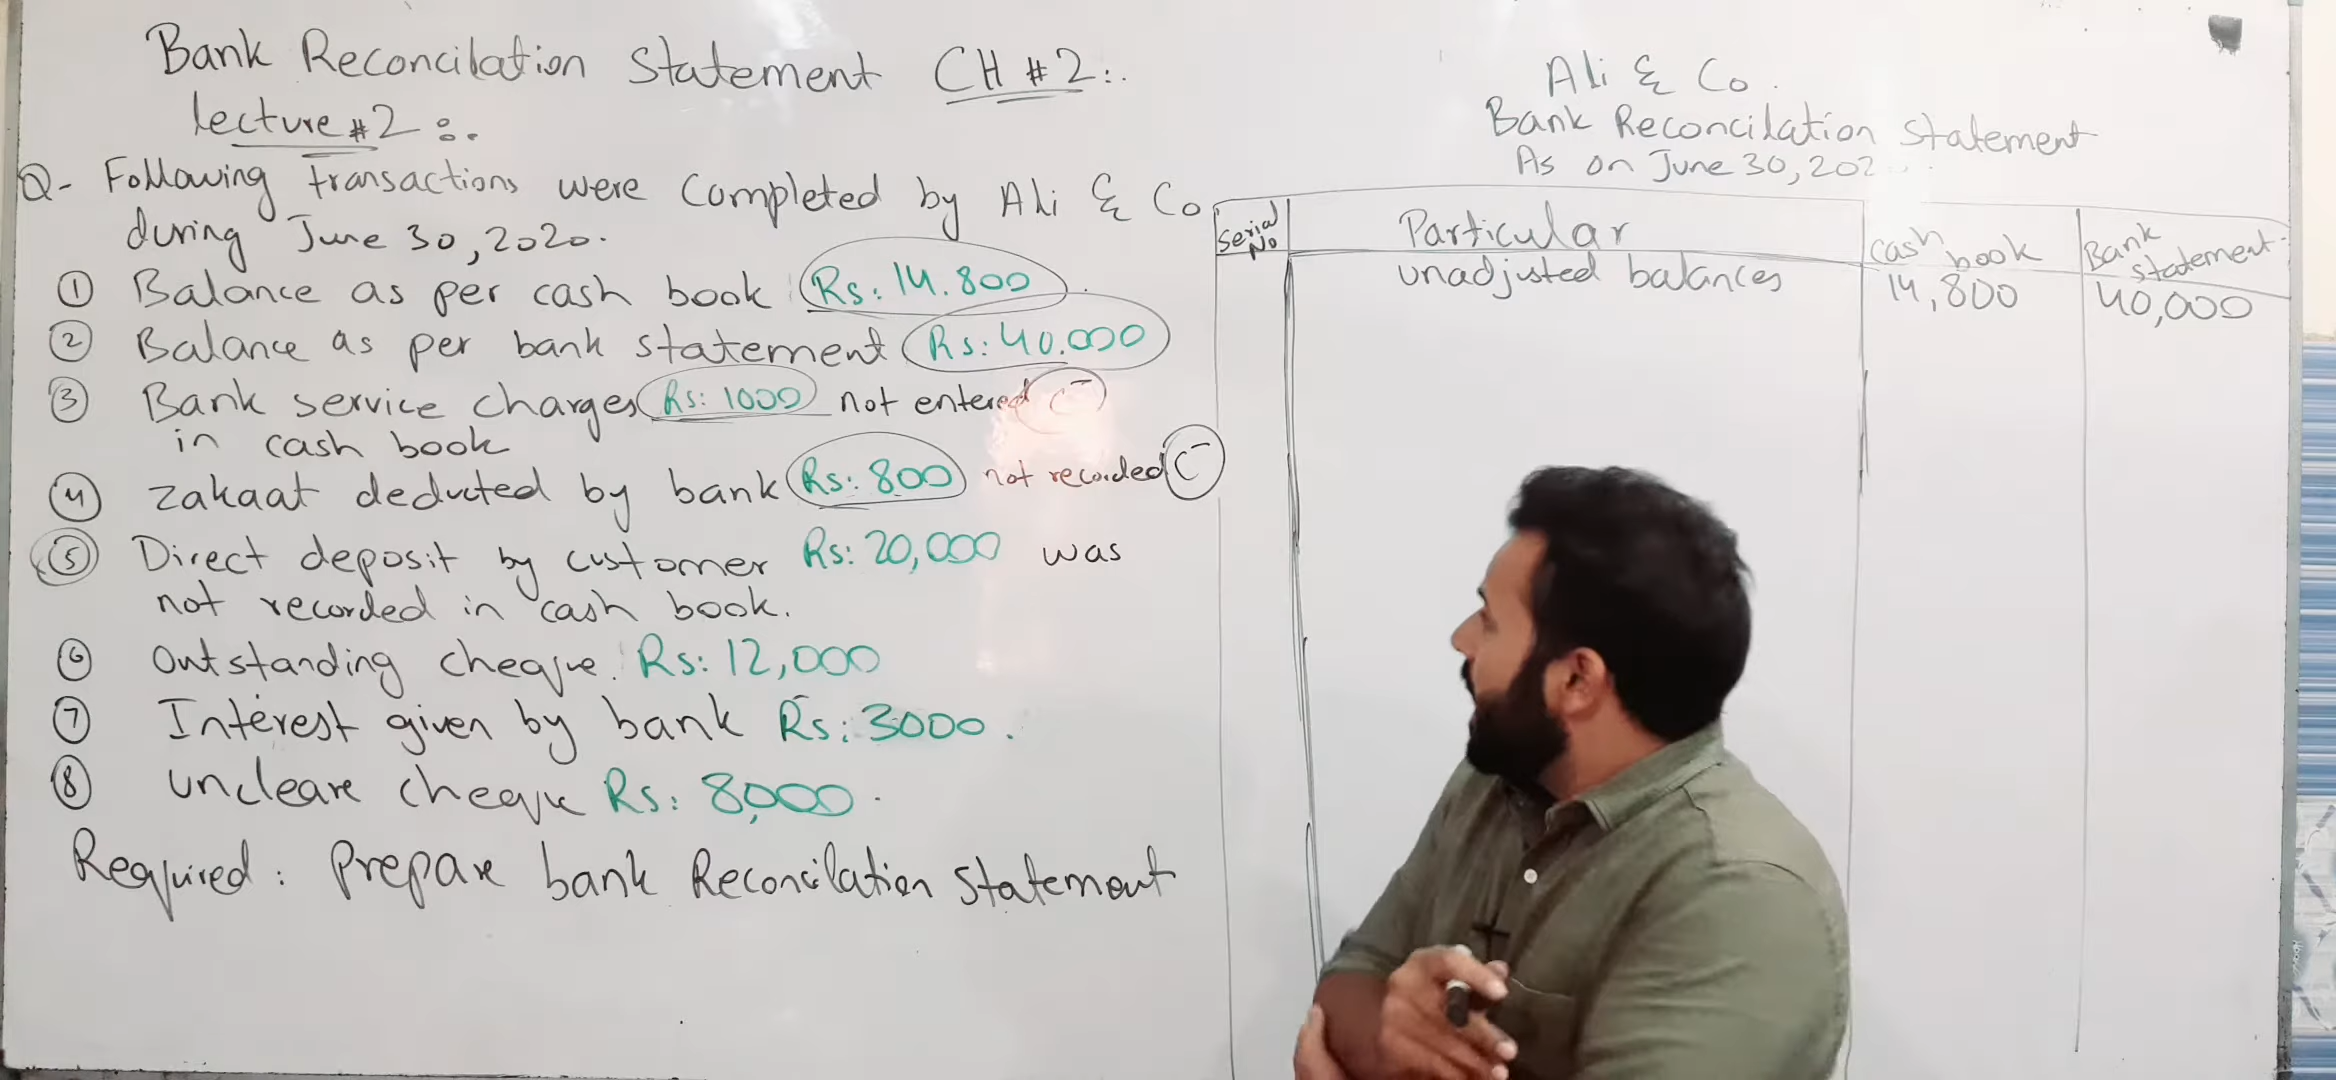 Bank Reconcilation Statement CH #2:.
lecture #2 :.
Q- Following transactions were completed by Ali & Co
during June 30, 2020.
① Balance as per cash book Rs: 14.800
② Balance as per bank statement Rs: 40.000
③ Bank service charges Rs: 1000 not entered (-
in cash book
④ zakaat deducted by bank Rs: 800 not recorded (-
⑤ Direct deposit by customer Rs: 20,000 was
not recorded in cash book.
⑥ Outstanding cheque. Rs: 12,000
⑦ Interest given by bank Rs: 3000.
⑧ uncleare cheque Rs: 8,000.
Required: Prepare bank Reconcilation statement
Ali & Co.
Bank Reconcilation statement
As on June 30, 202
Serial No
Particular
cash book
Bank statement
unadjusted balances 14,800 40,000